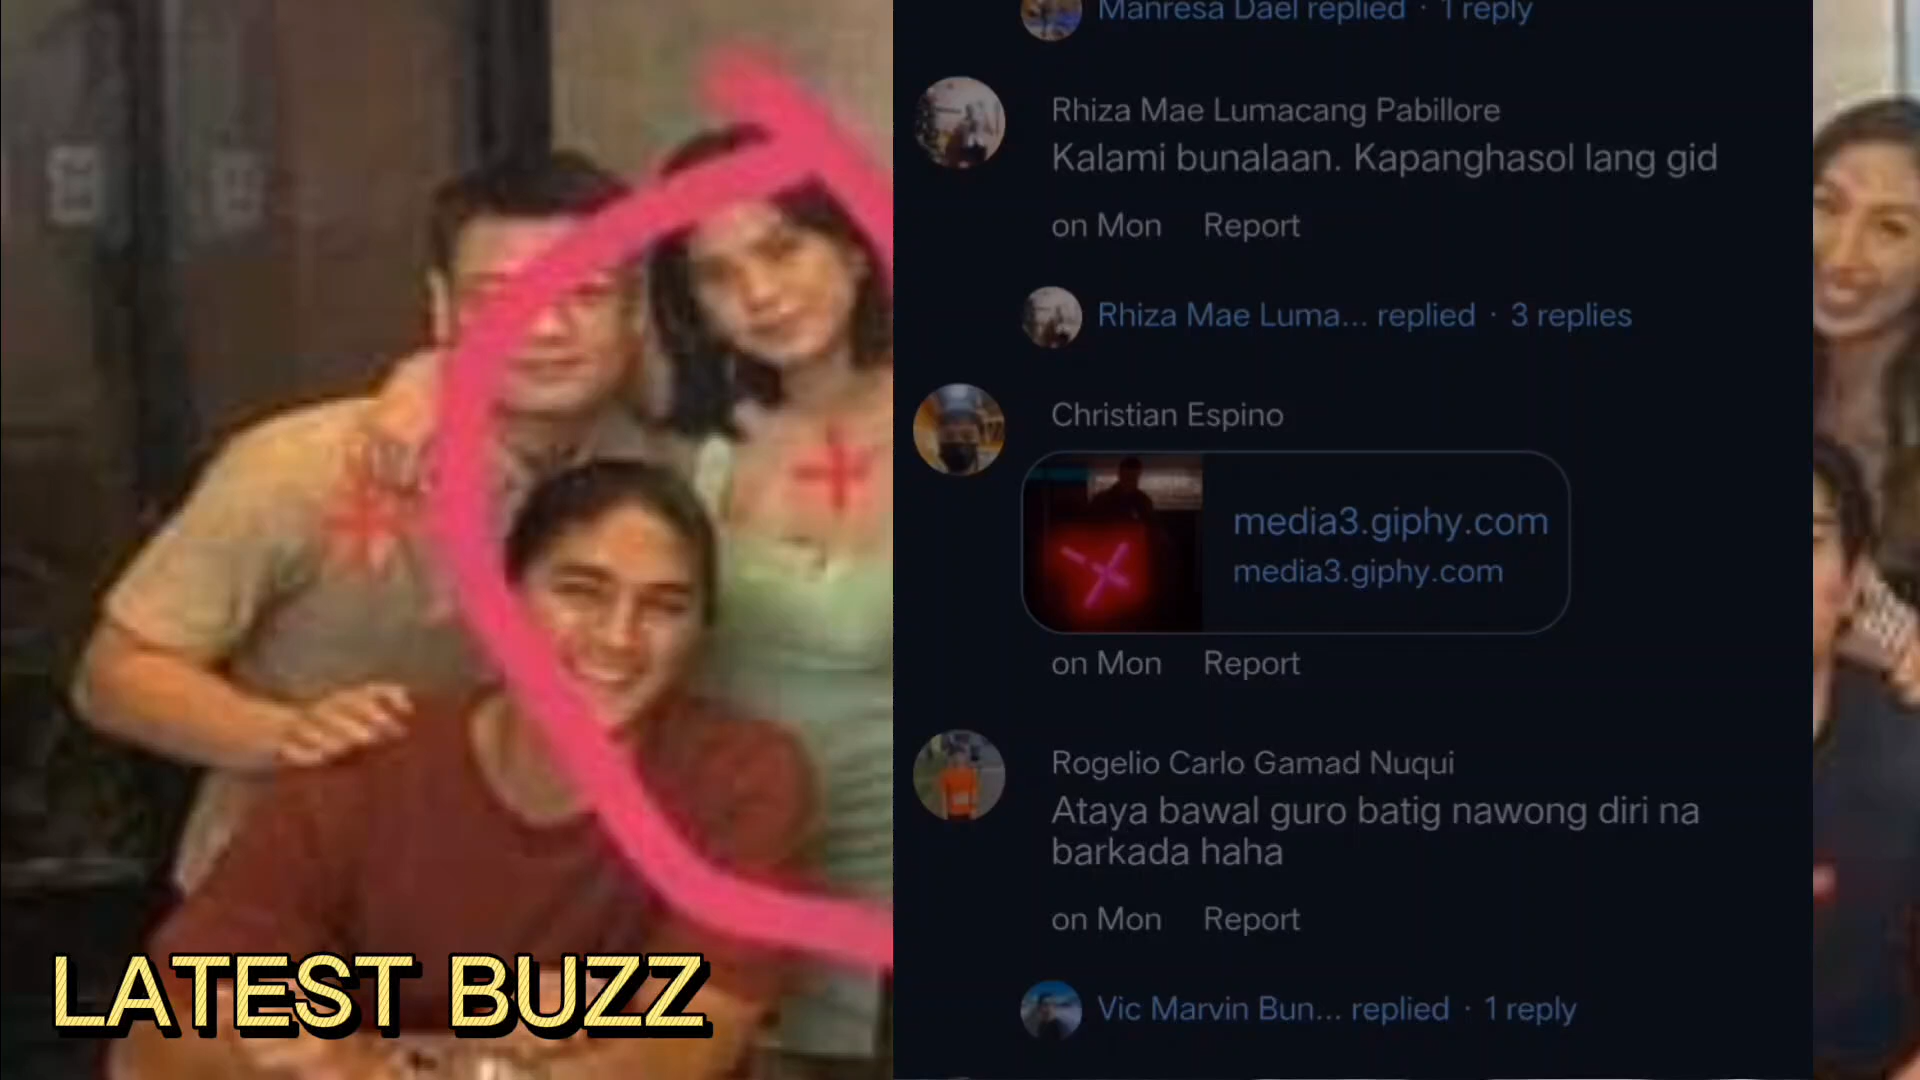 Manresa Dael replied · 1 reply
Rhiza Mae Lumacang Pabillore
Kalami bunalaan. Kapanghasol lang gid
on Mon Report
Rhiza Mae Luma... replied · 3 replies
Christian Espino
media3.giphy.com
media3.giphy.com
on Mon Report
Rogelio Carlo Gamad Nuqui
Ataya bawal guro batig nawong diri na
barkada haha
on Mon Report
Vic Marvin Bun... replied · 1 reply
LATEST BUZZ